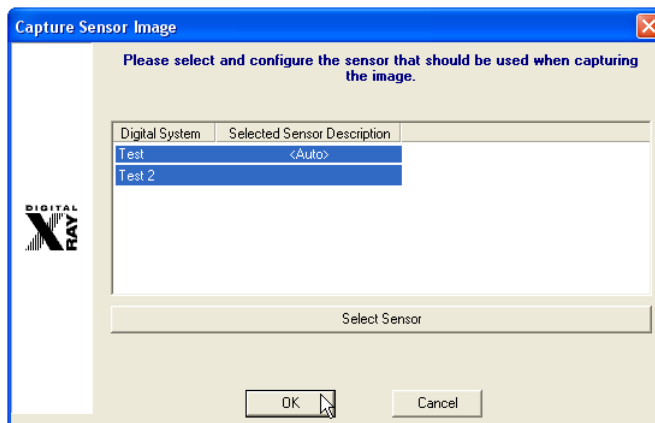 Capture Sensor Image
Please select and configure the sensor that should be used when capturing
the image.
Digital System Selected Sensor Description
Test <Auto>
Test 2
DIGITAL
X RAY
Select Sensor
OK Cancel